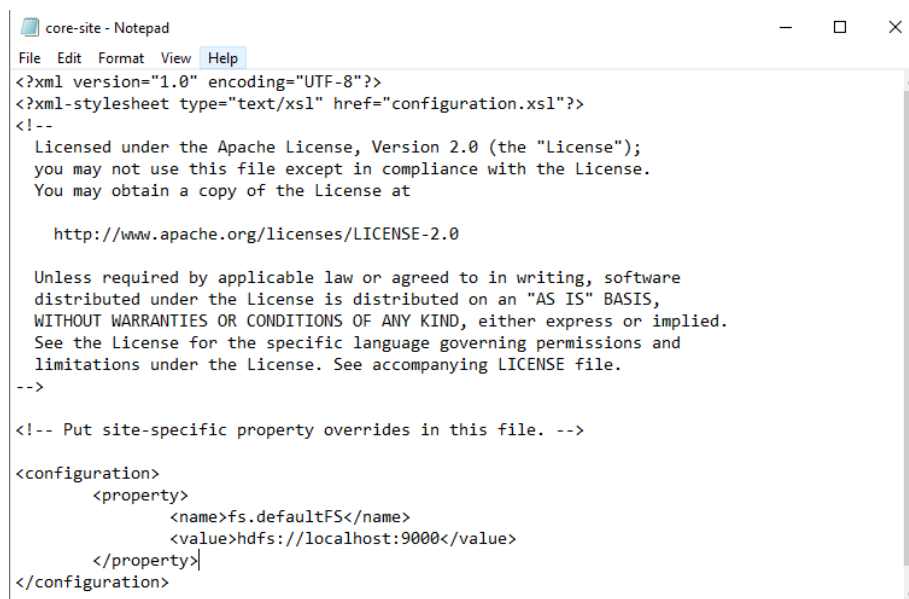 core-site - Notepad
File Edit Format View Help
<?xml version="1.0" encoding="UTF-8"?>
<?xml-stylesheet type="text/xsl" href="configuration.xsl"?>
<!--
  Licensed under the Apache License, Version 2.0 (the "License");
  you may not use this file except in compliance with the License.
  You may obtain a copy of the License at

    http://www.apache.org/licenses/LICENSE-2.0

  Unless required by applicable law or agreed to in writing, software
  distributed under the License is distributed on an "AS IS" BASIS,
  WITHOUT WARRANTIES OR CONDITIONS OF ANY KIND, either express or implied.
  See the License for the specific language governing permissions and
  limitations under the License. See accompanying LICENSE file.
-->

<!-- Put site-specific property overrides in this file. -->

<configuration>
        <property>
                <name>fs.defaultFS</name>
                <value>hdfs://localhost:9000</value>
        </property>
</configuration>